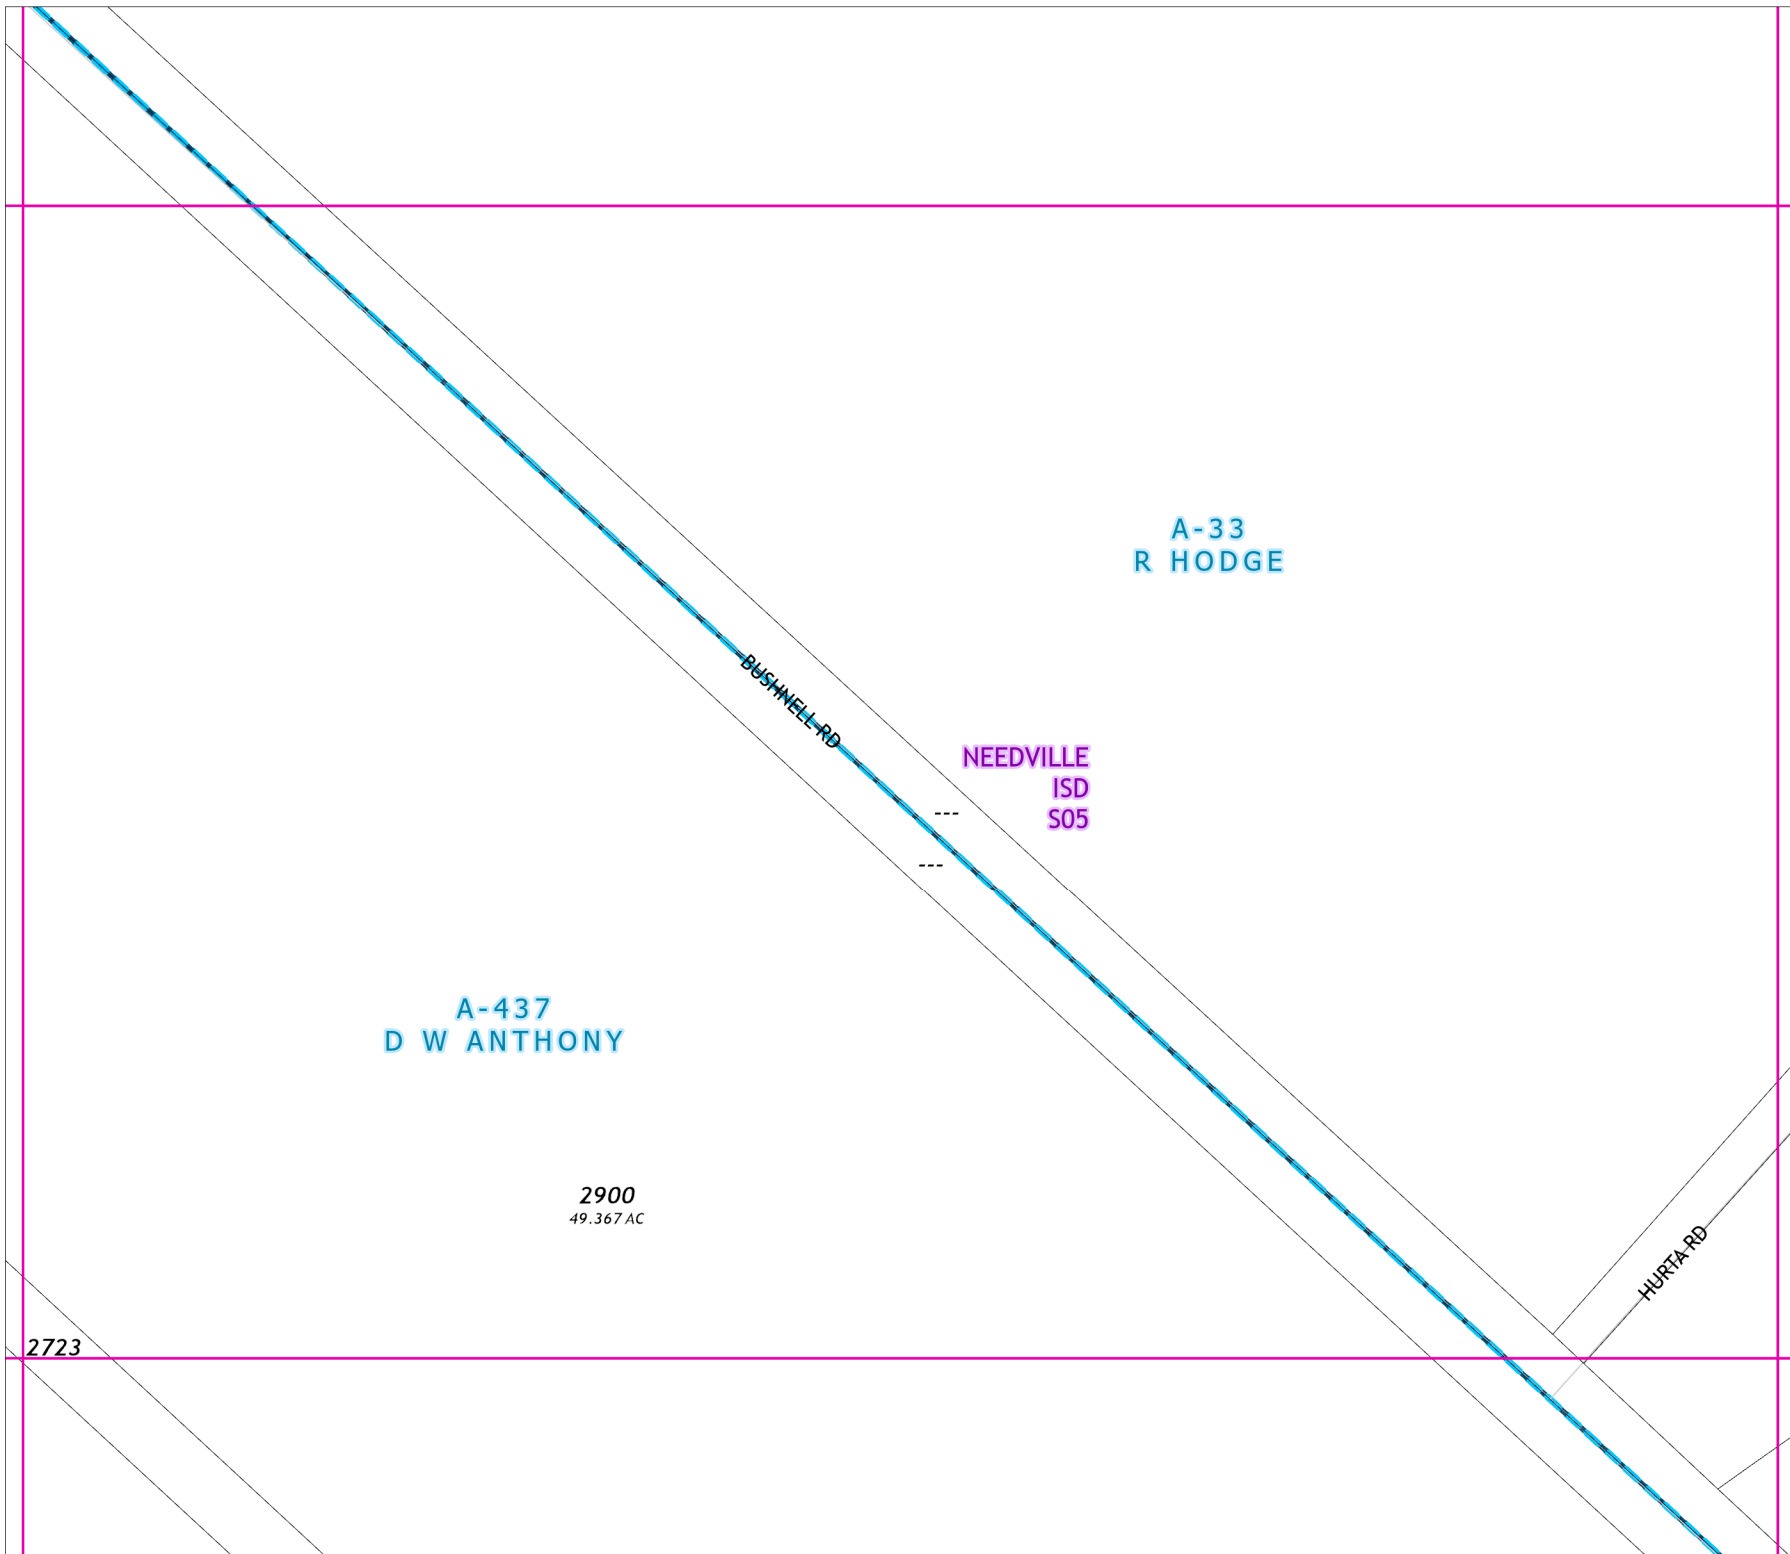 A-33
R HODGE
BUSHNELL RD
NEEDVILLE
ISD
S05
---
---
A-437
D W ANTHONY
2900
49.367 AC
HURTA RD
2723